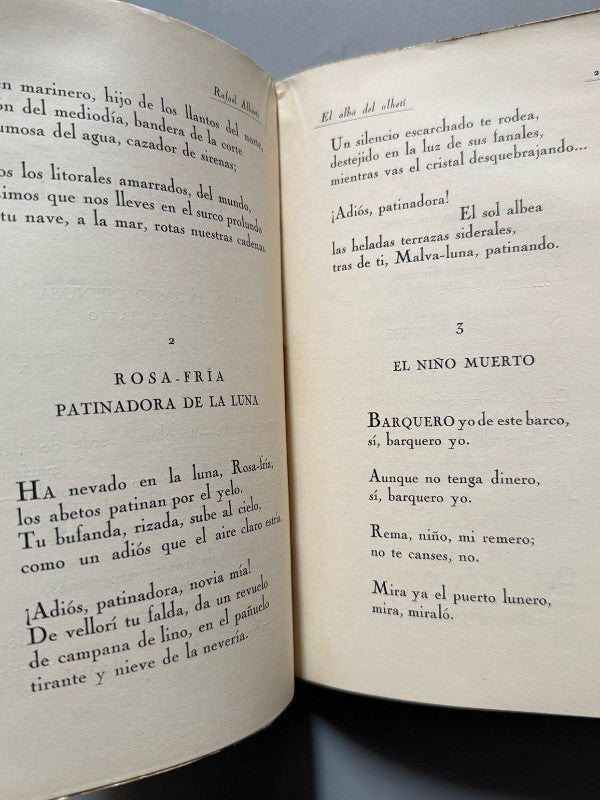 Rafael Alberti
en marinero, hijo de los llantos del norte,
del mediodía, bandera de la corte
del agua, cazador de sirenas;
los litorales amarrados, del mundo,
que nos lleves en el surco profundo
tu nave, a la mar, rotas nuestras cadenas.
2
ROSA-FRÍA
PATINADORA DE LA LUNA
HA nevado en la luna, Rosa-fría;
los abetos patinan por el yelo.
Tu bufanda, rizada, sube al cielo,
como un adiós que el aire claro estría.
¡Adiós, patinadora, novia mía!
De vellorí tu falda, da un revuelo
de campana de lino, en el pañuelo
tirante y nieve de la nevería.
El alba del alhelí
Un silencio escarchado te rodea,
destejido en la luz de sus fanales,
mientras vas el cristal desquebrajando...
¡Adiós, patinadora!
El sol albea
las heladas terrazas siderales,
tras de ti, Malva-luna, patinando.
3
EL NIÑO MUERTO
BARQUERO yo de este barco,
sí, barquero yo.
Aunque no tenga dinero,
sí, barquero yo.
Rema, niño, mi remero;
no te canses, no.
Mira ya el puerto lunero,
mira, miraló.